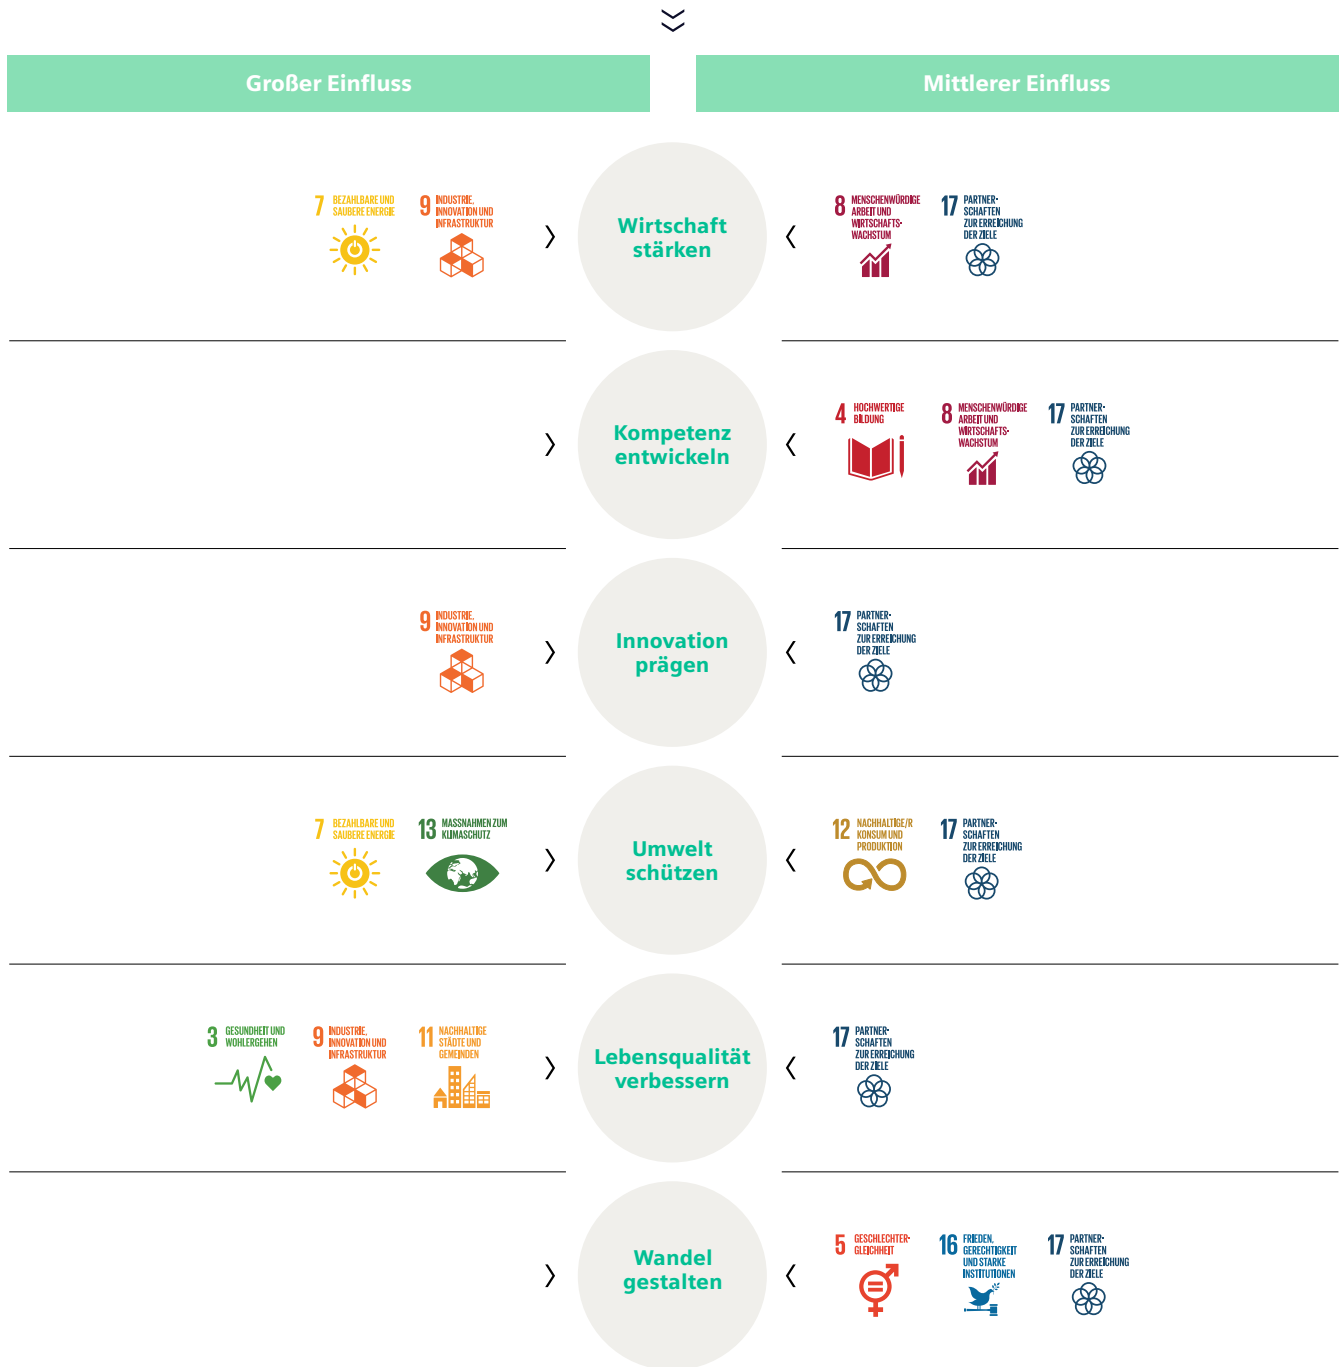 Großer Einfluss
Mittlerer Einfluss
7 BEZAHLBARE UND
SAUBERE ENERGIE
9 INDUSTRIE,
INNOVATION UND
INFRASTRUKTUR
Wirtschaft
stärken
8 MENSCHENWÜRDIGE
ARBEIT UND
WIRTSCHAFTS-
WACHSTUM
17 PARTNER-
SCHAFTEN
ZUR ERREICHUNG
DER ZIELE
Kompetenz
entwickeln
4 HOCHWERTIGE
BILDUNG
8 MENSCHENWÜRDIGE
ARBEIT UND
WIRTSCHAFTS-
WACHSTUM
17 PARTNER-
SCHAFTEN
ZUR ERREICHUNG
DER ZIELE
9 INDUSTRIE,
INNOVATION UND
INFRASTRUKTUR
Innovation
prägen
17 PARTNER-
SCHAFTEN
ZUR ERREICHUNG
DER ZIELE
7 BEZAHLBARE UND
SAUBERE ENERGIE
13 MASSNAHMEN ZUM
KLIMASCHUTZ
Umwelt
schützen
12 NACHHALTIGE/R
KONSUM UND
PRODUKTION
17 PARTNER-
SCHAFTEN
ZUR ERREICHUNG
DER ZIELE
3 GESUNDHEIT UND
WOHLERGEHEN
9 INDUSTRIE,
INNOVATION UND
INFRASTRUKTUR
11 NACHHALTIGE
STÄDTE UND
GEMEINDEN
Lebensqualität
verbessern
17 PARTNER-
SCHAFTEN
ZUR ERREICHUNG
DER ZIELE
Wandel
gestalten
5 GESCHLECHTER-
GLEICHHEIT
16 FRIEDEN,
GERECHTIGKEIT
UND STARKE
INSTITUTIONEN
17 PARTNER-
SCHAFTEN
ZUR ERREICHUNG
DER ZIELE